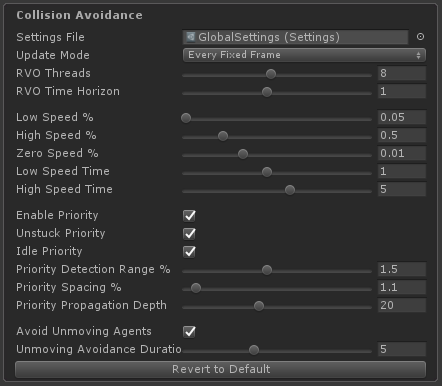 Collision Avoidance
Settings File GlobalSettings (Settings)
Update Mode Every Fixed Frame
RVO Threads 8
RVO Time Horizon 1
Low Speed % 0.05
High Speed % 0.5
Zero Speed % 0.01
Low Speed Time 1
High Speed Time 5
Enable Priority
Unstuck Priority
Idle Priority
Priority Detection Range % 1.5
Priority Spacing % 1.1
Priority Propagation Depth 20
Avoid Unmoving Agents
Unmoving Avoidance Duratio 5
Revert to Default